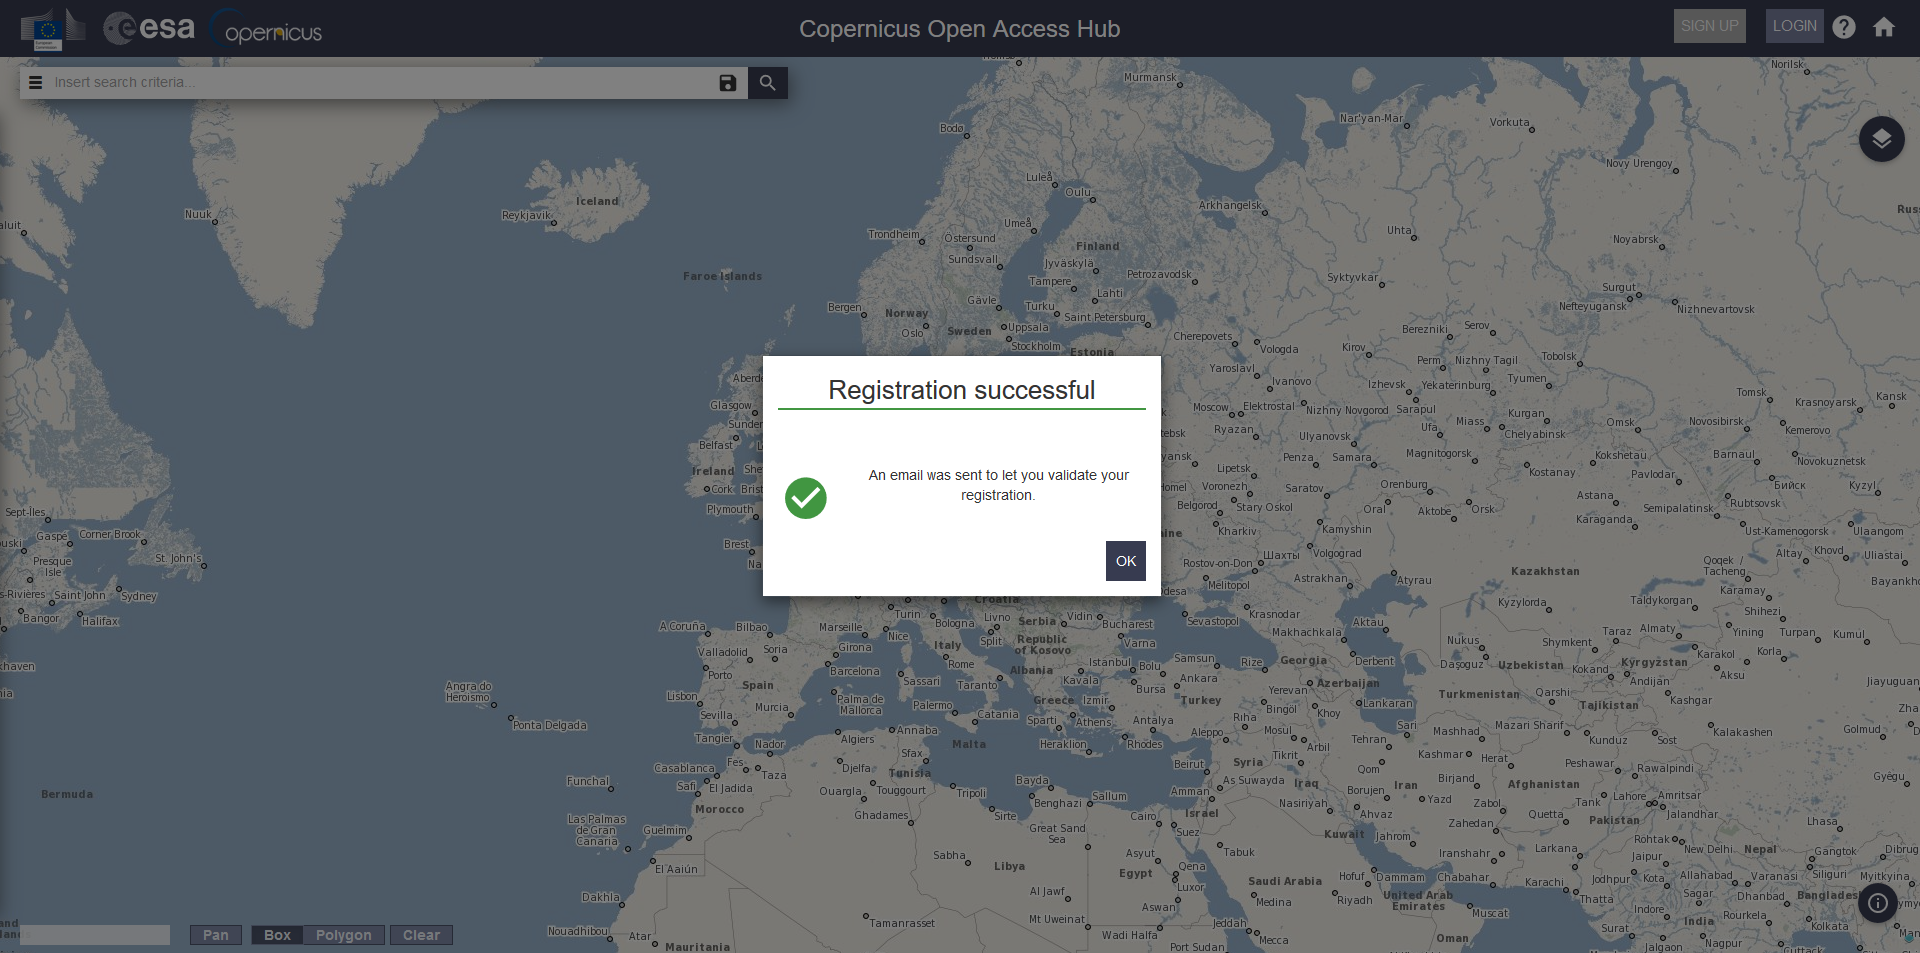 European
Commission
esa
opernicus
Copernicus Open Access Hub
SIGN UP
LOGIN
Insert search criteria...
Murmansk
Norilsk
Nar'yan-Mar
Vorkuta
Bodø
Novy Urengoy
Luleå
Oulu
Iceland
Reykjavik
Nuuk
Arkhangelsk
Umeå
Trondheim
Östersund
Finland
Uhta
Noyabrsk
Sundsvall
Jyväskylä
Faroe Islands
Petrozavodsk
Syktyvkar
Tampere
Lahti
Surgut
Gävle
Turku
Nefteyugansk
Nizhnevartovsk
Bergen
Norway
Saint Petersburg
Oslo
Sweden
Uppsala
Cherepovets
Berezniki
Serov
Stockholm
Vologda
Kirov
Estonia
Perm
Nizhny Tagil
Tobolsk
Yaroslavl
Ivanovo
Izhevsk
Yekaterinburg
Tyumen
Tomsk
Krasnoyarsk
Kansk
Glasgow
Moscow
Elektrostal
Nizhny Novgorod
Sarapul
Kurgan
Miass
Omsk
Novosibirsk
Kemerovo
Belfast
Ryazan
Ulyanovsk
Ufa
Chelyabinsk
Ireland
Penza
Samara
Magnitogorsk
Kokshetau
Barnaul
Novokuznetsk
Lipetsk
Kostanay
Pavlodar
Cork
Voronezh
Saratov
Orenburg
Бийск
Kyzyl
Plymouth
Belgorod
Stary Oskol
Oral
Aktobe
Orsk
Astana
Rubtsovsk
Semipalatinsk
Karaganda
Sept-Îles
Gaspé
Corner Brook
Kharkiv
Kamyshin
Ust-Kamenogorsk
Ulaangom
Brest
St. John's
Presque
Isle
Шахты
Volgograd
Qoqek /
Tacheng
Altay
Khovd
Uliastai
Rostov-on-Don
Melitopol
Astrakhan
Atyrau
Kazakhstan
Karamay
Bayankho
Saint John
Sydney
Bangor
Halifax
Registration successful
An email was sent to let you validate your
registration.
OK
Croatia
Turin
Livno
Vidin
Kyzylorda
Taldykorgan
Shihezi
Bologna
Serbia
Bucharest
Sevastopol
Krasnodar
Aktau
A Coruña
Bilbao
Marseille
Nice
Split
Republic
of Kosovo
Varna
Makhachkala
Nukus
Shymkent
Taraz
Almaty
Yining
Turpan
Kumul
Valladolid
Soria
Girona
Italy
Rome
Albania
Istanbul
Bolu
Samsun
Rize
Georgia
Derbent
Daşoguz
Uzbekistan
Kokand
Kyrgyzstan
Karakol
Korla
Porto
Barcelona
Sassari
Taranto
Kavala
Bursa
Ankara
Azerbaijan
Andijan
Aksu
Spain
Angra do
Heroísmo
Lisbon
Palma de
Mallorca
Palermo
Greece
Izmir
Turkey
Yerevan
Bingöl
Lankaran
Turkmenistan
Qarshi
Tajikistan
Kashgar
Murcia
Sevilla
Catania
Sparti
Athens
Antalya
Khoy
Sari
Mashhad
Mazari Sharif
Kunduz
Sost
Kalakashen
Golmud
Ponta Delgada
Tangier
Algiers
Annaba
Malta
Heraklion
Rhodes
Aleppo
Mosul
Arbil
Tehran
Nador
Sfax
Tikrit
Kashmar
Herat
Casablanca
Fes
Taza
Djelfa
Tunisia
Beirut
Syria
Qom
Peshawar
Rawalpindi
Funchal
Safi
El Jadida
Ouargla
Touggourt
Tripoli
Bayda
As Suwayda
Iraq
Iran
Birjand
Afghanistan
Bermuda
Morocco
Benghazi
Sallum
Amman
Borujen
Yazd
Zabol
Tank
Lahore
Amritsar
Ghadames
Sirte
Cairo
Israel
Nasiriyah
Ahvaz
Quetta
Pakistan
Jalandhar
Las Palmas
de Gran
Canaria
Guelmim
Great Sand
Sea
Suez
Kuwait
Jahrom
Zahedan
Rohtak
Lhasa
El Aaiún
Sabha
Libya
Asyut
Tabuk
Iranshahr
Larkana
Jaipur
New Delhi
Nepal
Gangtok
Dibrug
Qena
Egypt
Luxor
Saudi Arabia
Hofuf
Dammam
Chabahar
Karachi
Jodhpur
Kota
Allahabad
Varanasi
Siliguri
Myitkyina
Dakhla
Al Jawf
Aswan
Medina
Riyadh
United Arab
Emirates
Thatta
Sagar
Dhanbad
Bangladesh
Tamanrasset
Mt Uweinat
Jeddah
Muscat
Indore
India
Rourkela
Kolkata
Nouadhibou
Atar
Mauritania
Wadi Halfa
Mecca
Port Sudan
Oman
Surat
Jalgaon
Nagpur
Cuttack
Pan
Box
Polygon
Clear